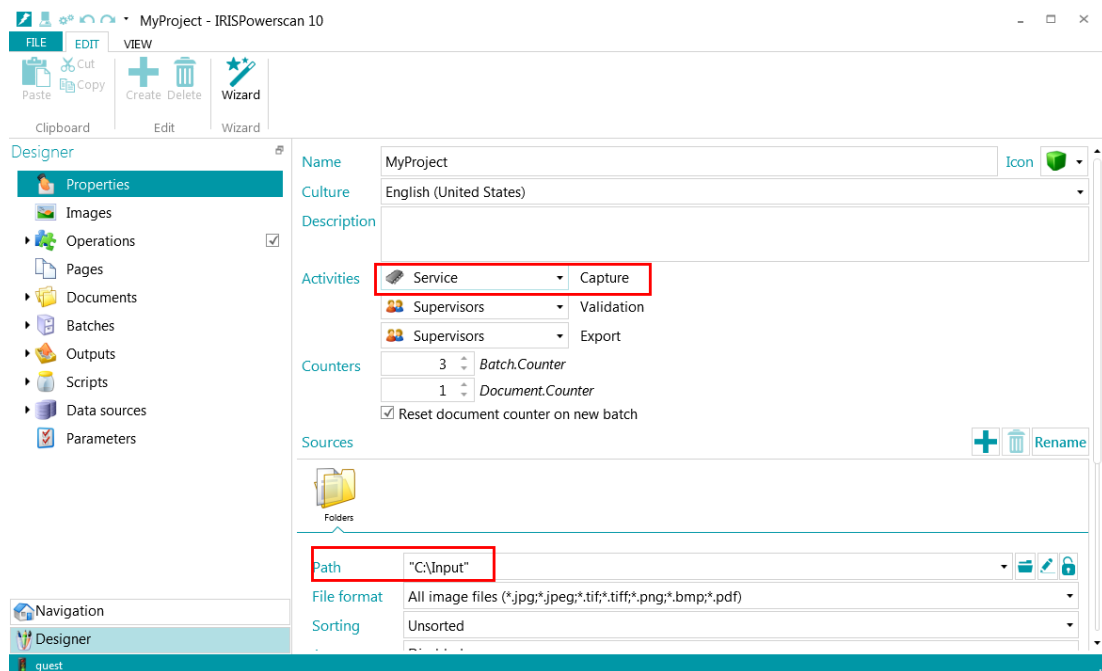 MyProject - IRISPowerscan 10
FILE EDIT VIEW
Paste Cut Copy Create Delete Wizard
Clipboard Edit Wizard
Designer
Properties
Images
Operations
Pages
Documents
Batches
Outputs
Scripts
Data sources
Parameters
Navigation
Designer
guest
Name MyProject Icon
Culture English (United States)
Description
Activities Service Capture
Supervisors Validation
Supervisors Export
Counters 3 Batch.Counter
1 Document.Counter
Reset document counter on new batch
Sources Rename
Folders
Path "C:\Input"
File format All image files (*.jpg;*.jpeg;*.tif;*.tiff;*.png;*.bmp;*.pdf)
Sorting Unsorted